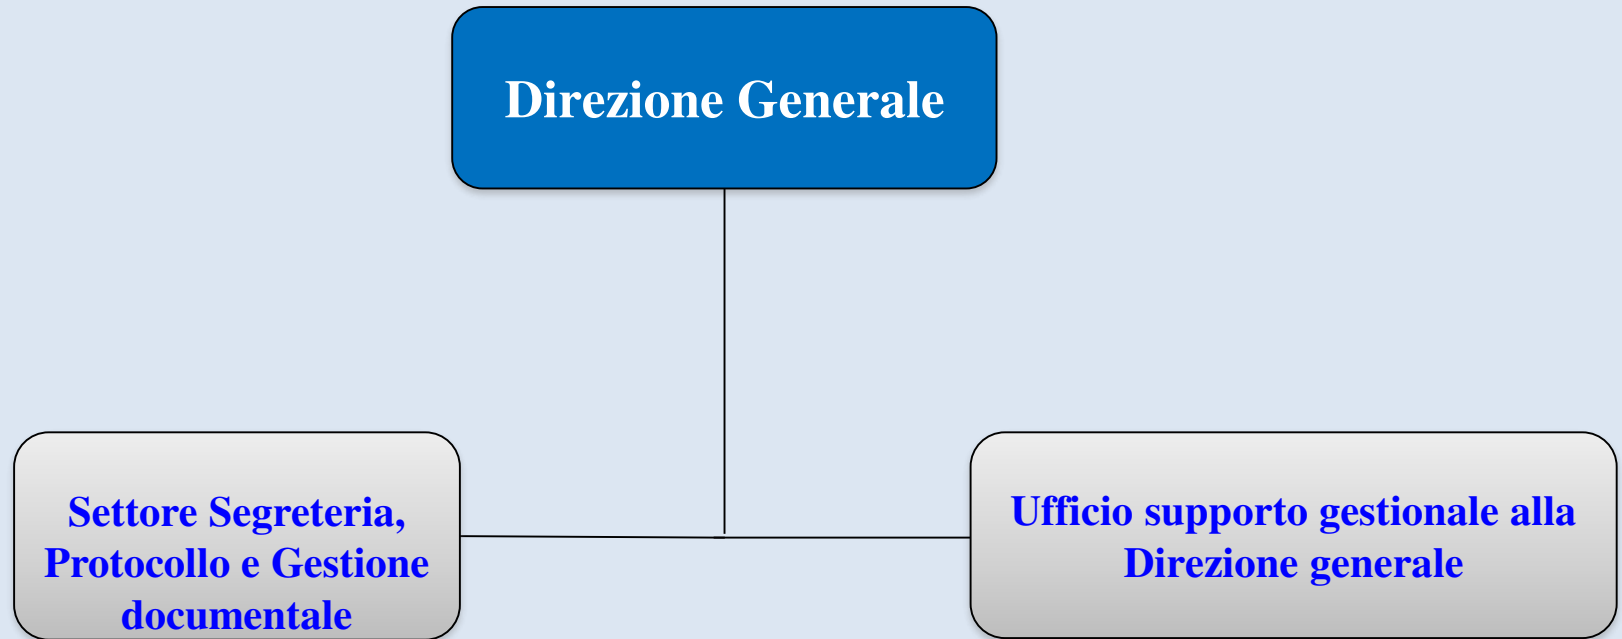 Direzione Generale
Settore Segreteria,
Protocollo e Gestione
documentale
Ufficio supporto gestionale alla
Direzione generale